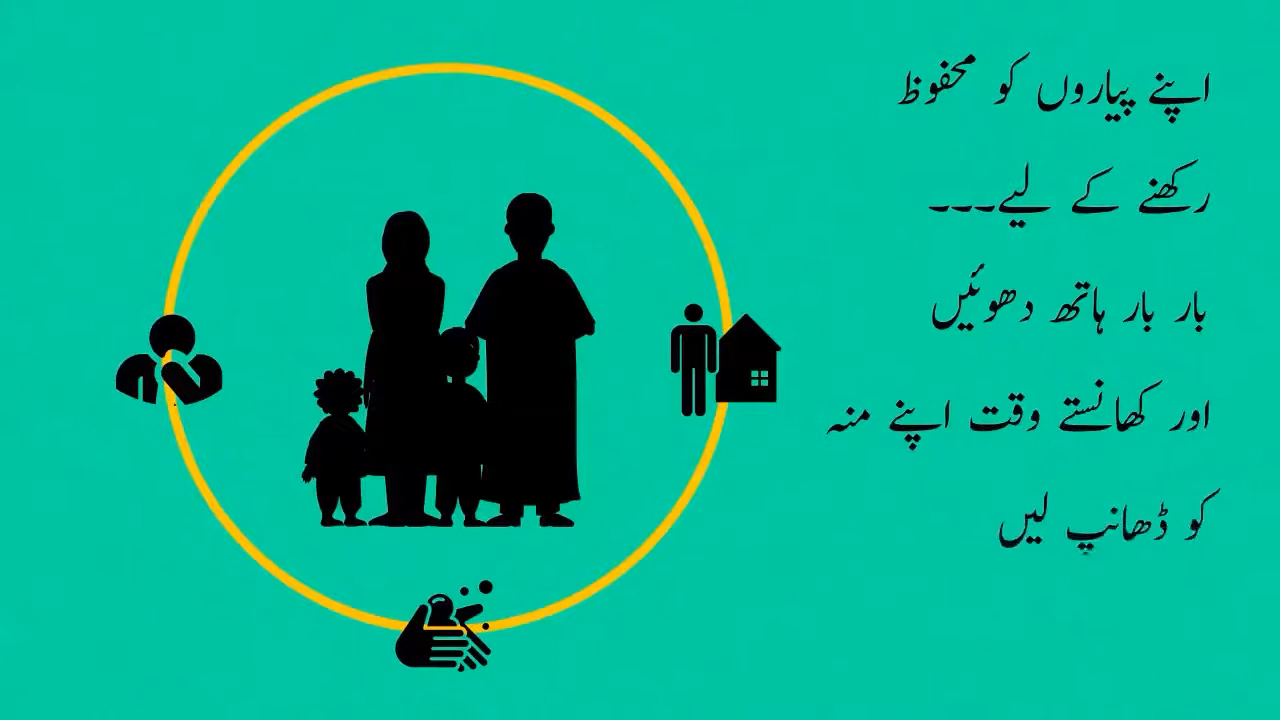 اپنے پیاروں کو محفوظ
رکھنے کے لیے۔۔۔
بار بار ہاتھ دھوئیں
اور کھانستے وقت اپنے منہ
کو ڈھانپ لیں